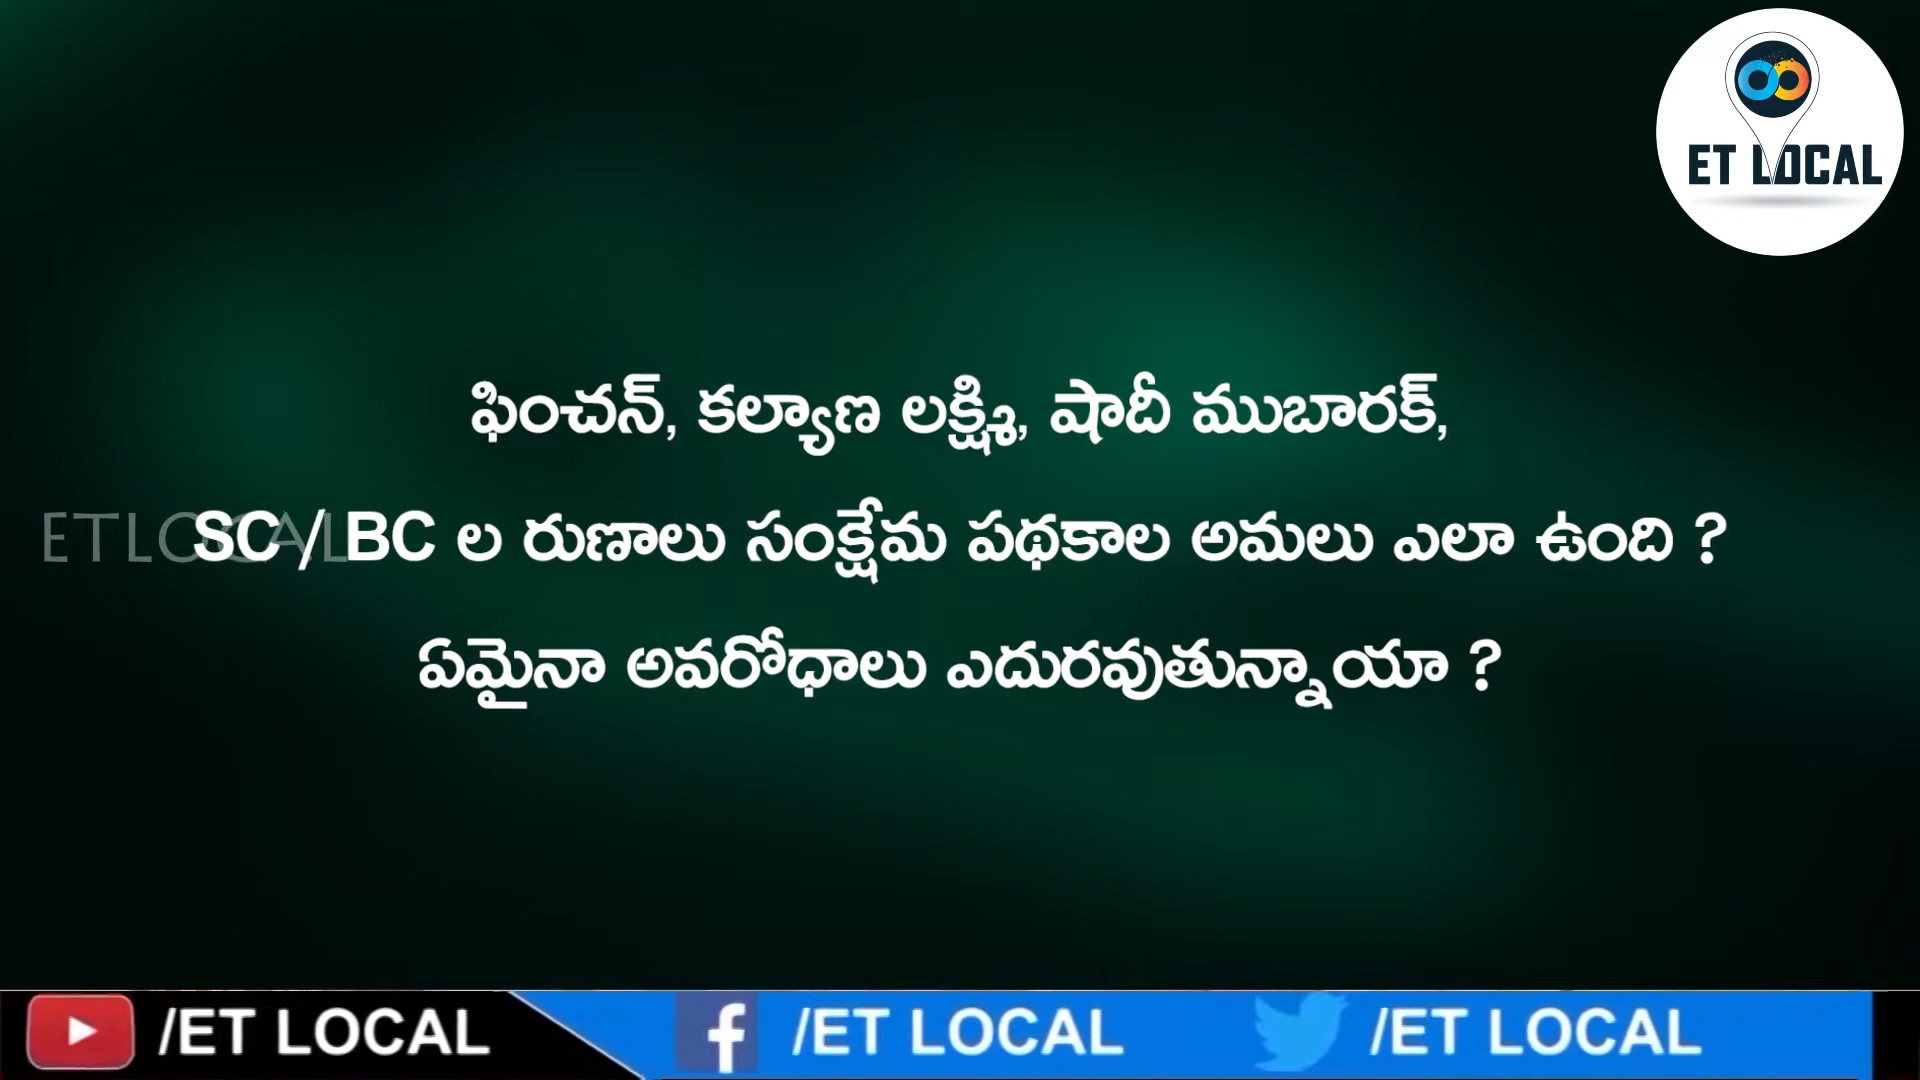 ET LOCAL
ఫించన్, కల్యాణ లక్ష్మి, షాదీ ముబారక్,
ETLOCAL
SC / BC ల రుణాలు సంక్షేమ పథకాల అమలు ఎలా ఉంది ?
ఏమైనా అవరోధాలు ఎదురవుతున్నాయా ?
/ET LOCAL /ET LOCAL /ET LOCAL